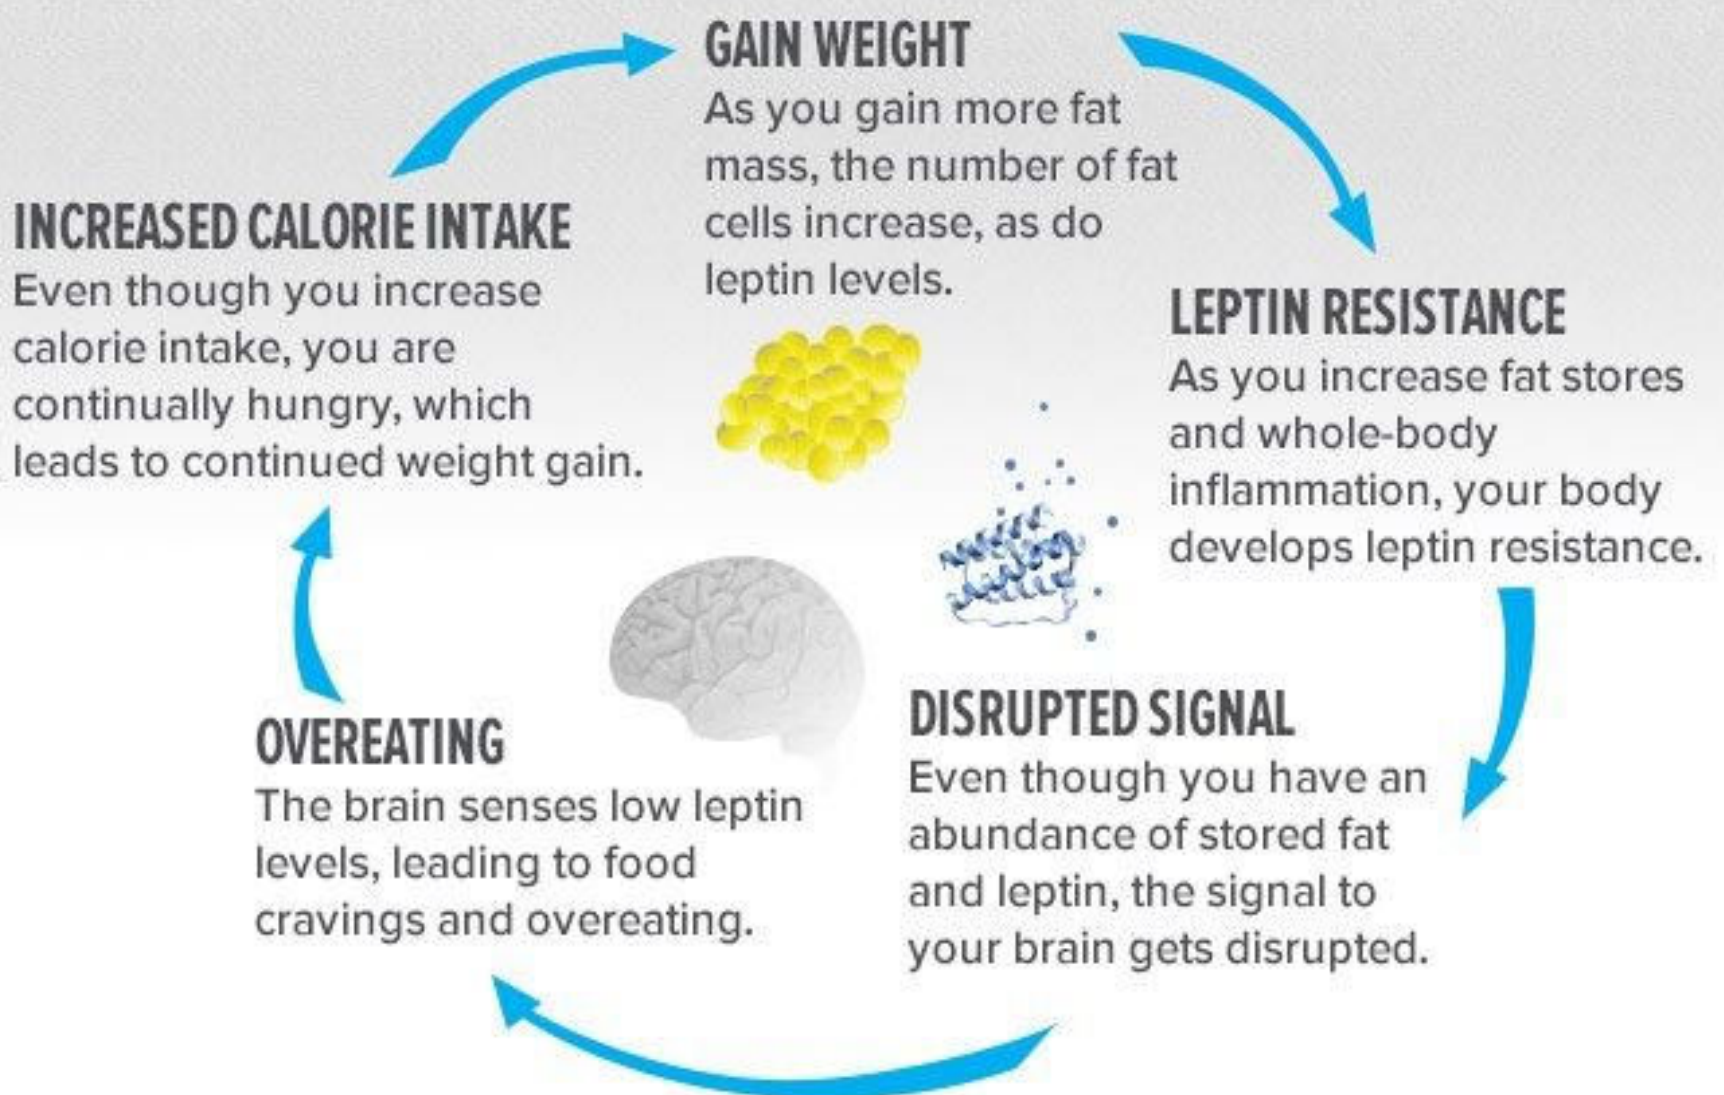 GAIN WEIGHT
As you gain more fat
mass, the number of fat
cells increase, as do
leptin levels.
LEPTIN RESISTANCE
As you increase fat stores
and whole-body
inflammation, your body
develops leptin resistance.
DISRUPTED SIGNAL
Even though you have an
abundance of stored fat
and leptin, the signal to
your brain gets disrupted.
OVEREATING
The brain senses low leptin
levels, leading to food
cravings and overeating.
INCREASED CALORIE INTAKE
Even though you increase
calorie intake, you are
continually hungry, which
leads to continued weight gain.